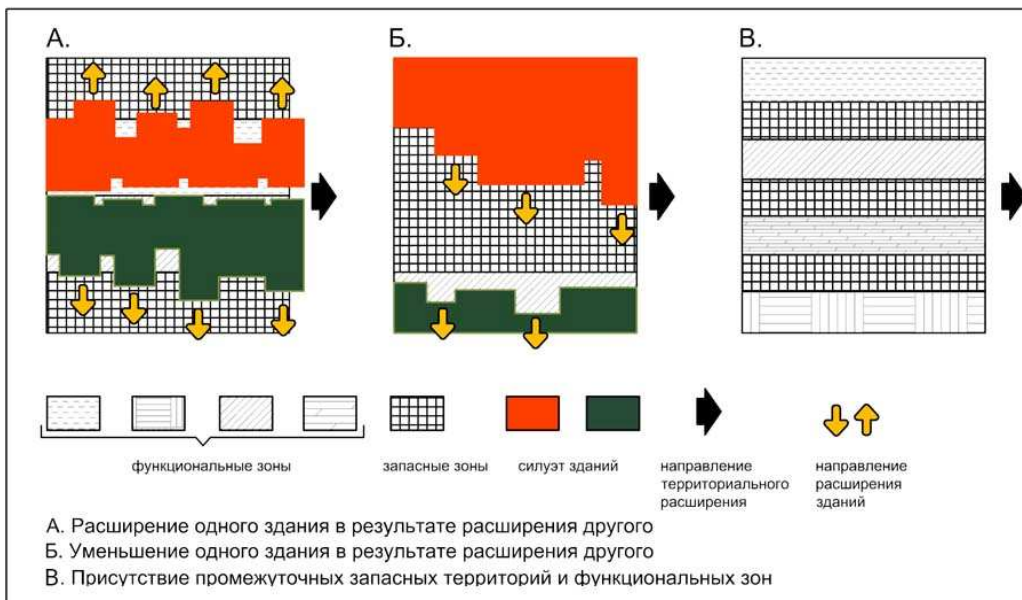 А.
Б.
В.
функциональные зоны
запасные зоны
силуэт зданий
направление
территориального
расширения
направление
расширения
зданий
А. Расширение одного здания в результате расширения другого
Б. Уменьшение одного здания в результате расширения другого
В. Присутствие промежуточных запасных территорий и функциональных зон